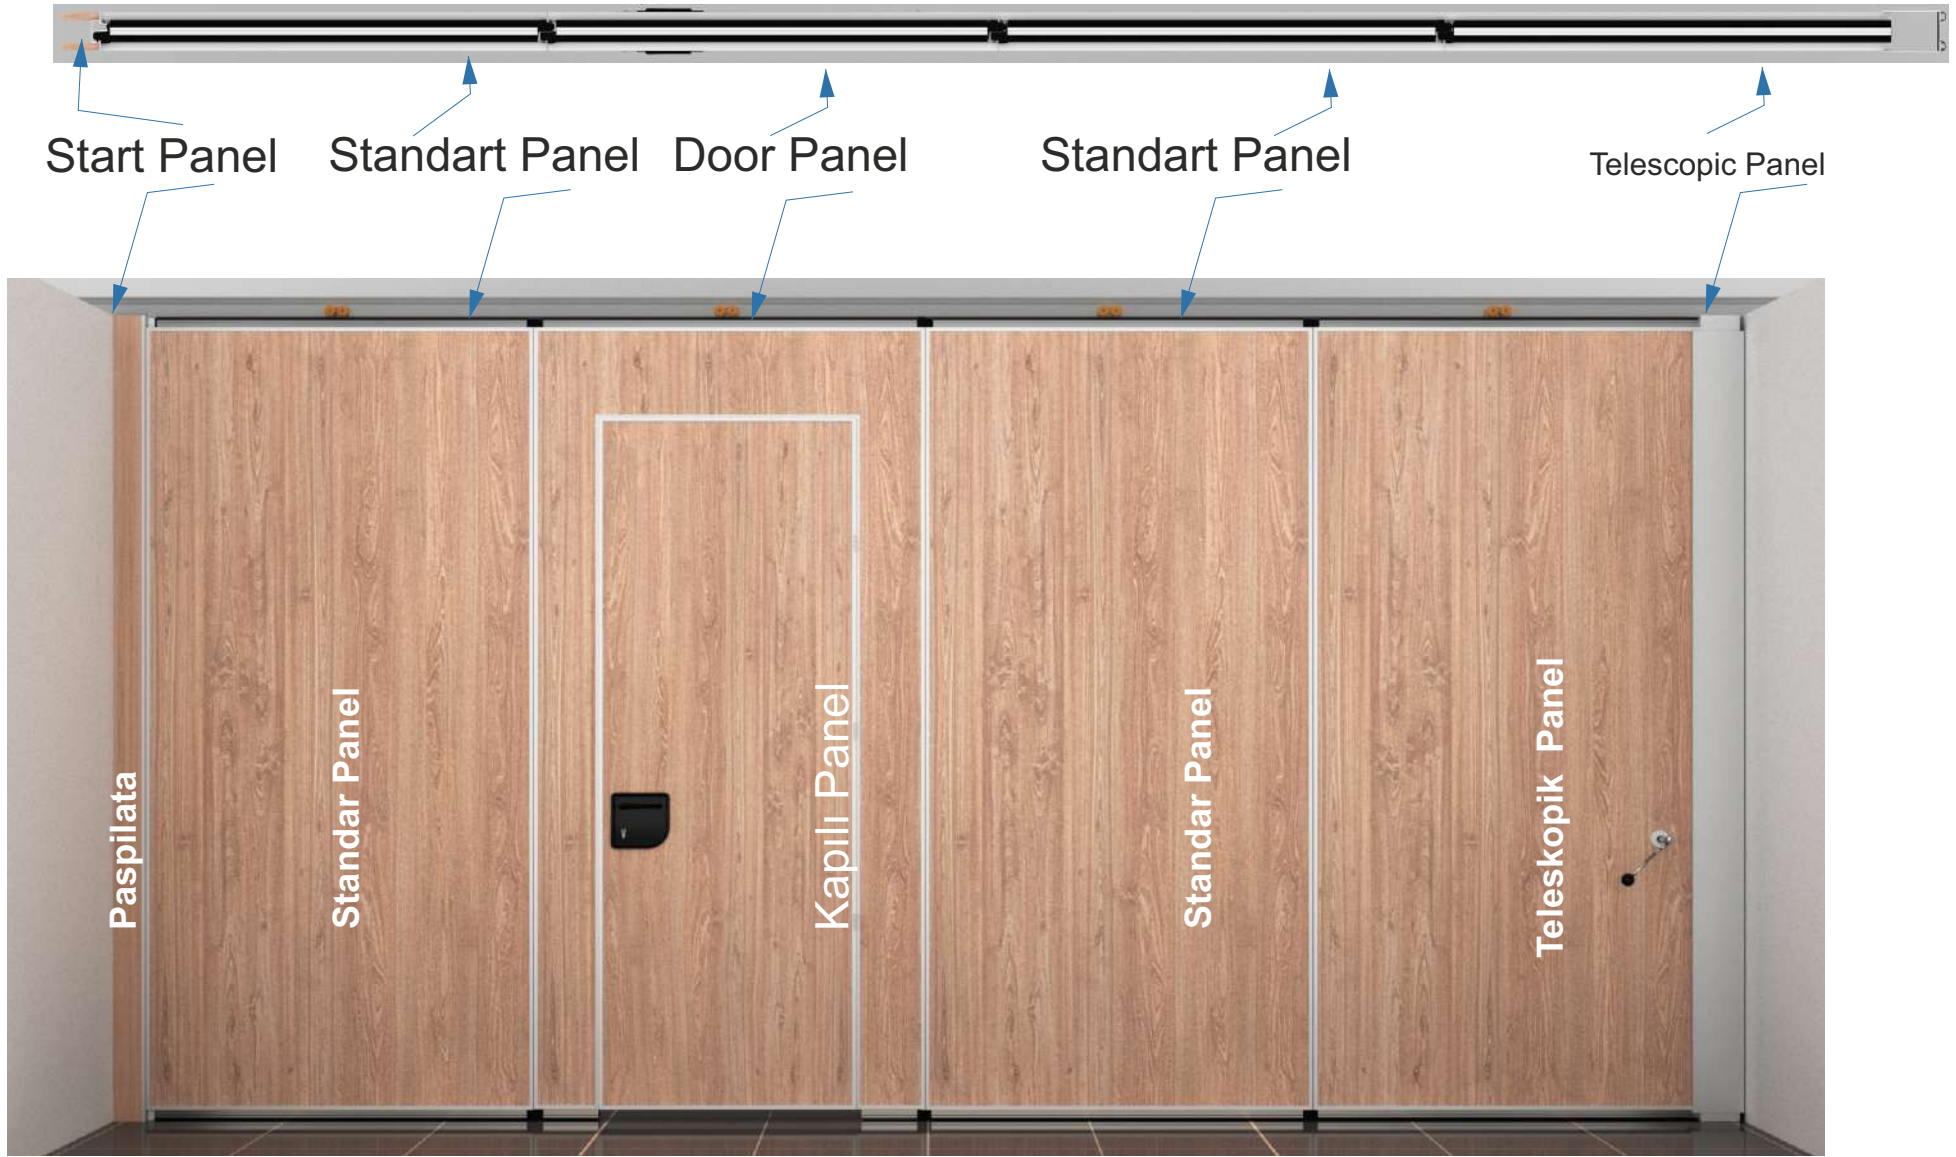 Start Panel
Standart Panel
Door Panel
Standart Panel
Telescopic Panel
Paspilata
Standar Panel
Kapılı Panel
Standar Panel
Teleskopik Panel